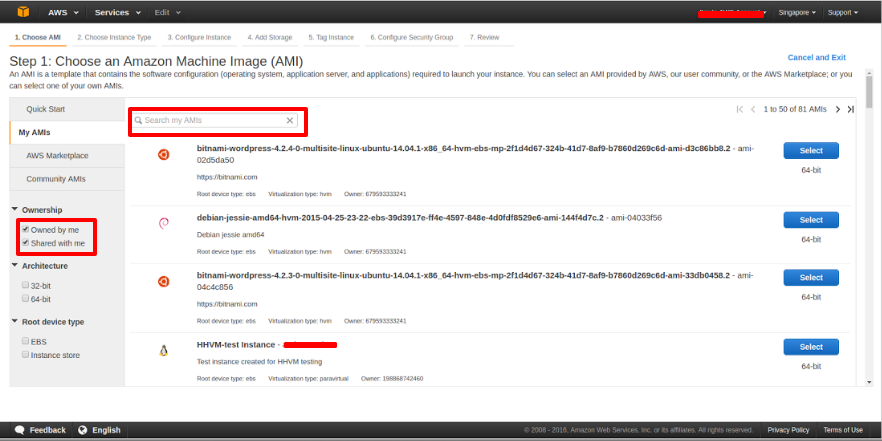 AWS Services Edit Singapore Support
1. Choose AMI 2. Choose Instance Type 3. Configure Instance 4. Add Storage 5. Tag Instance 6. Configure Security Group 7. Review
Step 1: Choose an Amazon Machine Image (AMI) Cancel and Exit
An AMI is a template that contains the software configuration (operating system, application server, and applications) required to launch your instance. You can select an AMI provided by AWS, our user community, or the AWS Marketplace; or you
can select one of your own AMIs.
Quick Start
My AMIs
AWS Marketplace
Community AMIs
Ownership
Owned by me
Shared with me
Architecture
32-bit
64-bit
Root device type
EBS
Instance store
Search my AMIs
1 to 50 of 81 AMIs
bitnami-wordpress-4.2.4-0-multisite-linux-ubuntu-14.04.1-x86_64-hvm-ebs-mp-2f1d4d67-324b-41d7-8af9-b7860d269c6d-ami-d3c86bb8.2 - ami-
02d5da50
https://bitnami.com
Root device type: ebs Virtualization type: hvm Owner: 679593333241
Select
64-bit
debian-jessie-amd64-hvm-2015-04-25-23-22-ebs-39d3917e-ff4e-4597-848e-4d0fdf8529e6-ami-144f4d7c.2 - ami-04033f56
Debian jessie amd64
Root device type: ebs Virtualization type: hvm Owner: 679593333241
Select
64-bit
bitnami-wordpress-4.2.3-0-multisite-linux-ubuntu-14.04.1-x86_64-hvm-ebs-mp-2f1d4d67-324b-41d7-8af9-b7860d269c6d-ami-33db0458.2 - ami-
04c4c856
https://bitnami.com
Root device type: ebs Virtualization type: hvm Owner: 679593333241
Select
64-bit
HHVM-test Instance -
Test instance created for HHVM testing
Root device type: ebs Virtualization type: paravirtual Owner: 198868742460
Select
64-bit
Feedback English © 2008 - 2016, Amazon Web Services, Inc. or its affiliates. All rights reserved. Privacy Policy Terms of Use